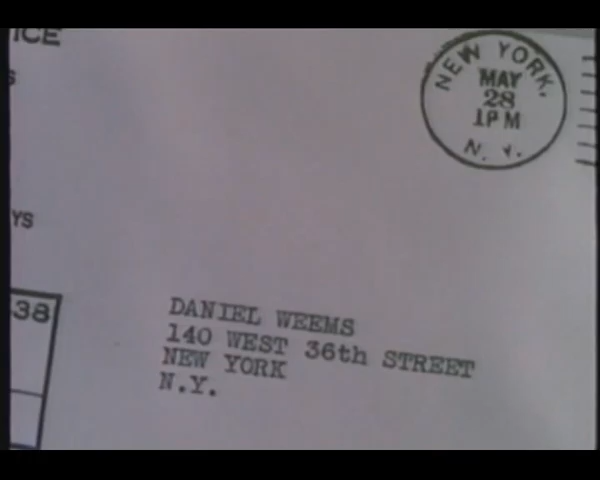 ICE
S
YS
38
NEW YORK,
MAY
28
1PM
N. Y.
DANIEL WEEMS
140 WEST 36th STREET
NEW YORK
N.Y.